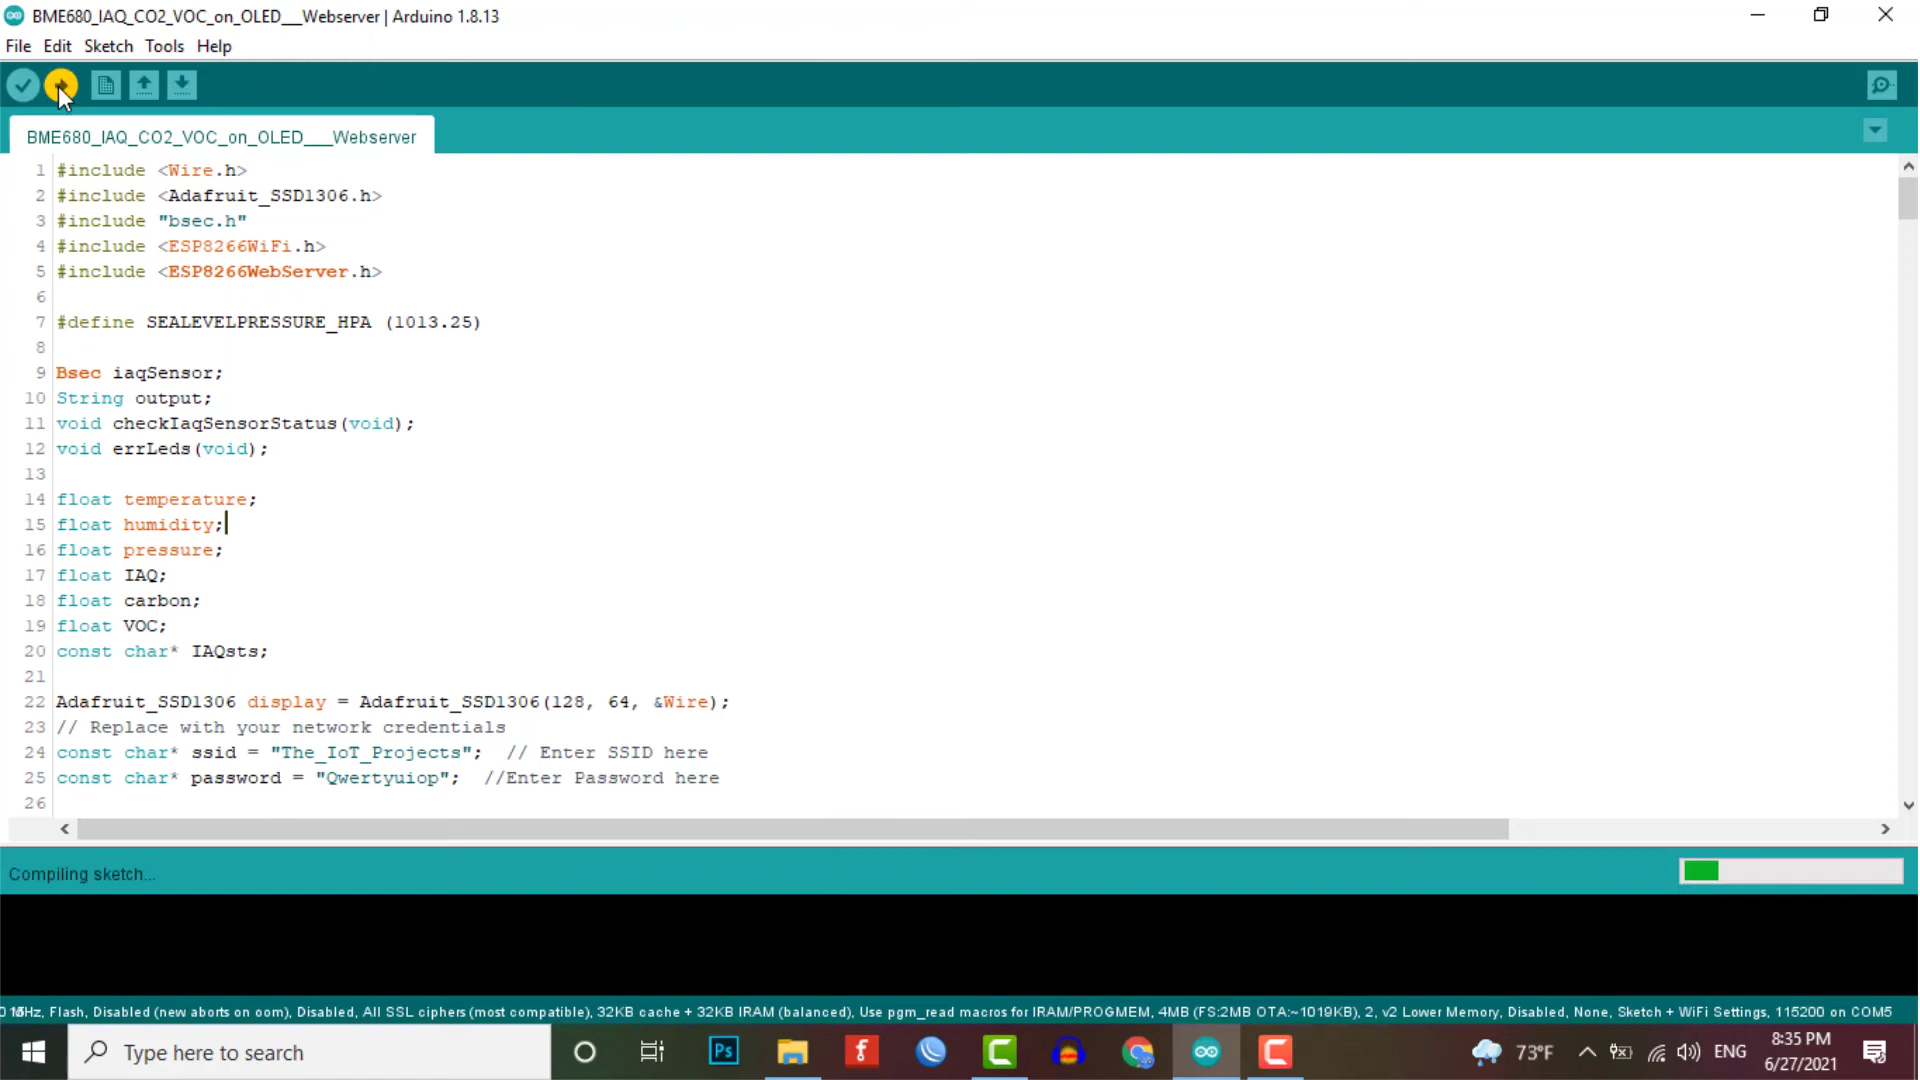 BME680_IAQ_CO2_VOC_on_OLED___Webserver | Arduino 1.8.13
File Edit Sketch Tools Help
BME680_IAQ_CO2_VOC_on_OLED___Webserver
1 #include <Wire.h>
2 #include <Adafruit_SSD1306.h>
3 #include "bsec.h"
4 #include <ESP8266WiFi.h>
5 #include <ESP8266WebServer.h>
6
7 #define SEALEVELPRESSURE_HPA (1013.25)
8
9 Bsec iaqSensor;
10 String output;
11 void checkIaqSensorStatus(void);
12 void errLeds(void);
13
14 float temperature;
15 float humidity;
16 float pressure;
17 float IAQ;
18 float carbon;
19 float VOC;
20 const char* IAQsts;
21
22 Adafruit_SSD1306 display = Adafruit_SSD1306(128, 64, &Wire);
23 // Replace with your network credentials
24 const char* ssid = "The_IoT_Projects";  // Enter SSID here
25 const char* password = "Qwertyuiop";  //Enter Password here
26
Compiling sketch...
Hz, Flash, Disabled (new aborts on oom), Disabled, All SSL ciphers (most compatible), 32KB cache + 32KB IRAM (balanced), Use pgm_read macros for IRAM/PROGMEM, 4MB (FS:2MB OTA:~1019KB), 2, v2 Lower Memory, Disabled, None, Sketch + WiFi Settings, 115200 on COM5
Type here to search
Ps
73°F
ENG
8:35 PM
6/27/2021